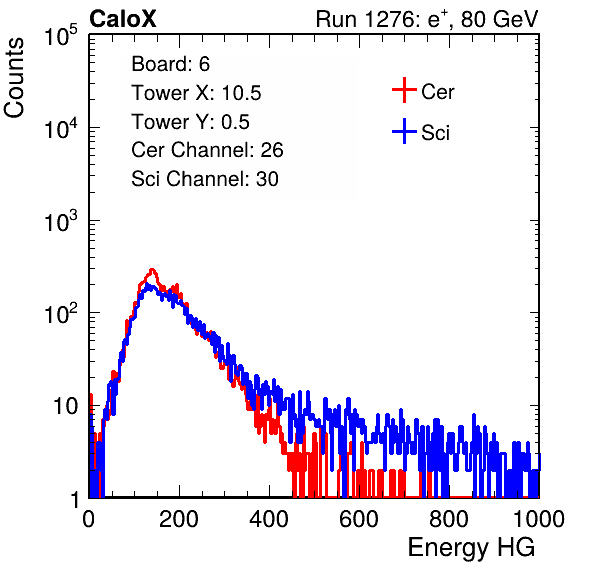 CaloX Run 1276: e⁺, 80 GeV
Board: 6
Tower X: 10.5
Tower Y: 0.5
Cer Channel: 26
Sci Channel: 30
Cer
Sci
Counts
10⁵
10⁴
10³
10²
10
1
0 200 400 600 800 1000
Energy HG